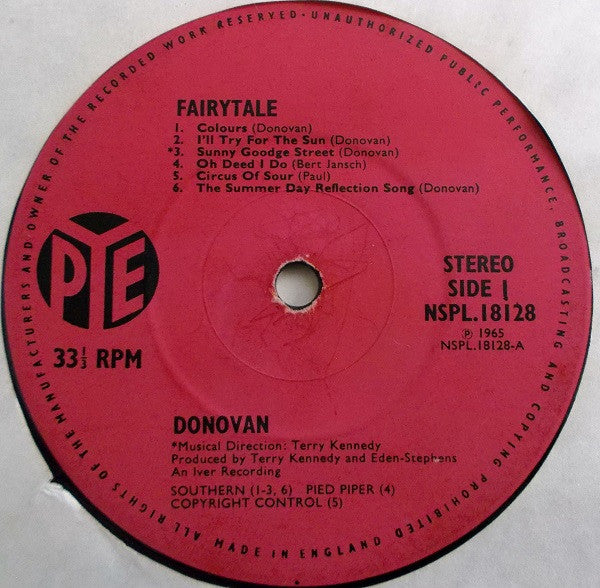 ALL RIGHTS OF THE MANUFACTURERS AND OWNER OF THE RECORDED WORK RESERVED · UNAUTHORIZED PUBLIC PERFORMANCE, BROADCASTING AND COPYING PROHIBITED
MADE IN ENGLAND
FAIRYTALE
1. Colours (Donovan)
2. I'll Try For The Sun (Donovan)
*3. Sunny Goodge Street (Donovan)
4. Oh Deed I Do (Bert Jansch)
5. Circus Of Sour (Paul)
6. The Summer Day Reflection Song (Donovan)
PYE
33⅓ RPM
STEREO
SIDE 1
NSPL.18128
Ⓟ 1965
NSPL.18128-A
DONOVAN
*Musical Direction: Terry Kennedy
Produced by Terry Kennedy and Eden-Stephens
An Iver Recording
SOUTHERN (1-3, 6) PIED PIPER (4)
COPYRIGHT CONTROL (5)